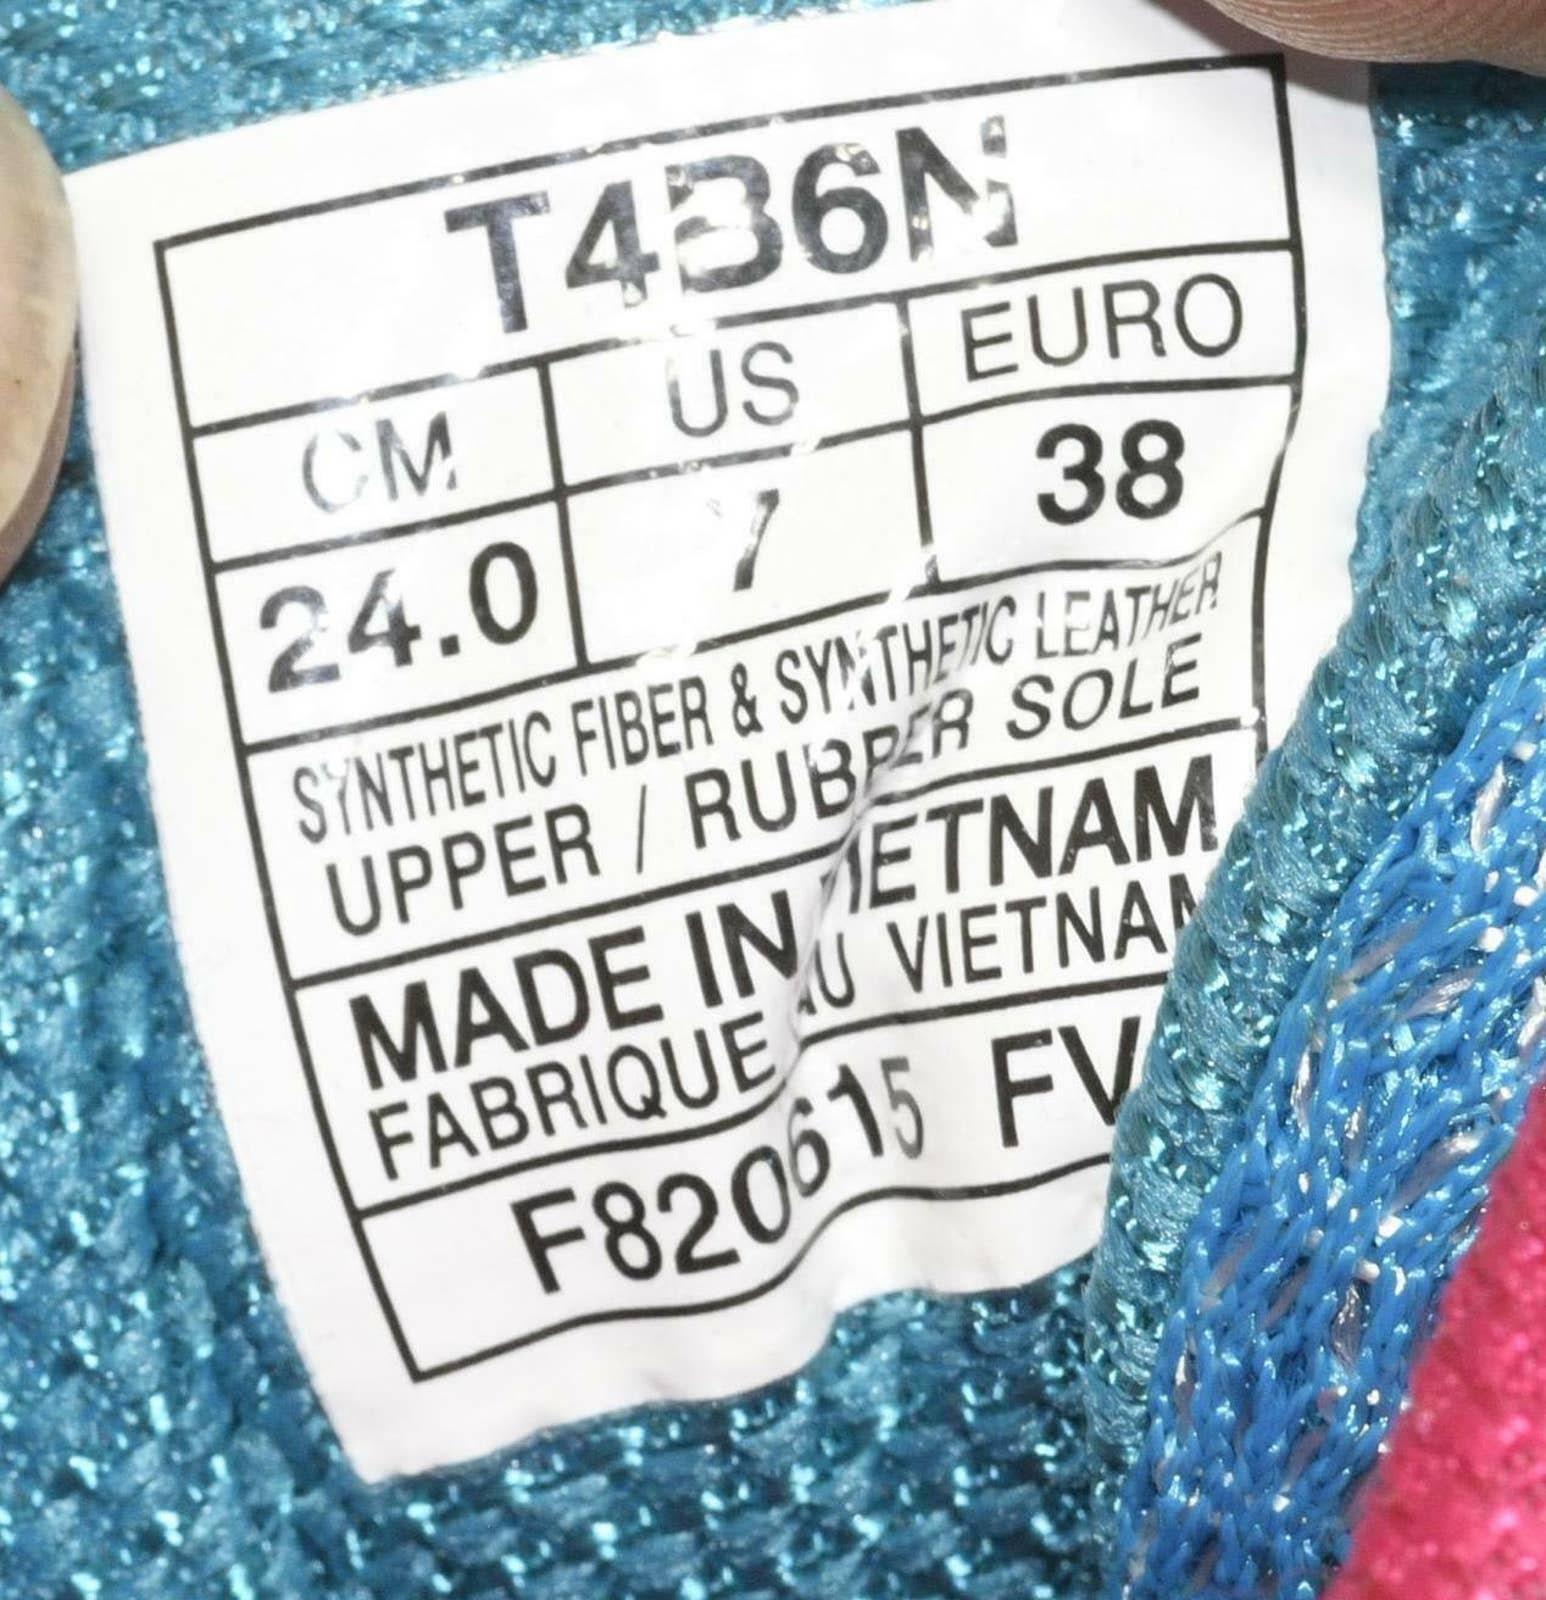 T4B6N
CM US EURO
24.0 7 38
SYNTHETIC FIBER & SYNTHETIC LEATHER
UPPER / RUBBER SOLE
MADE IN VIETNAM
FABRIQUE AU VIETNAM
F820615 FV